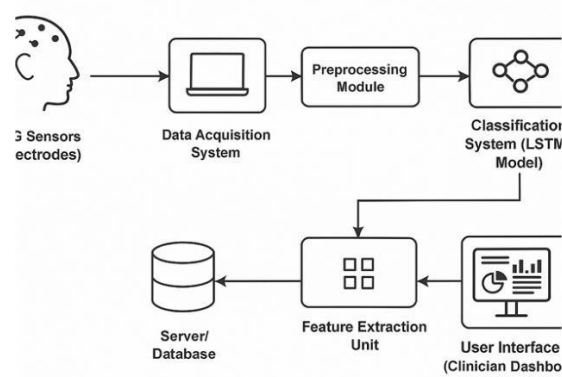 G Sensors
ectrodes)
Data Acquisition
System
Preprocessing
Module
Classification
System (LSTM
Model)
Server/
Database
Feature Extraction
Unit
User Interface
(Clinician Dashbo